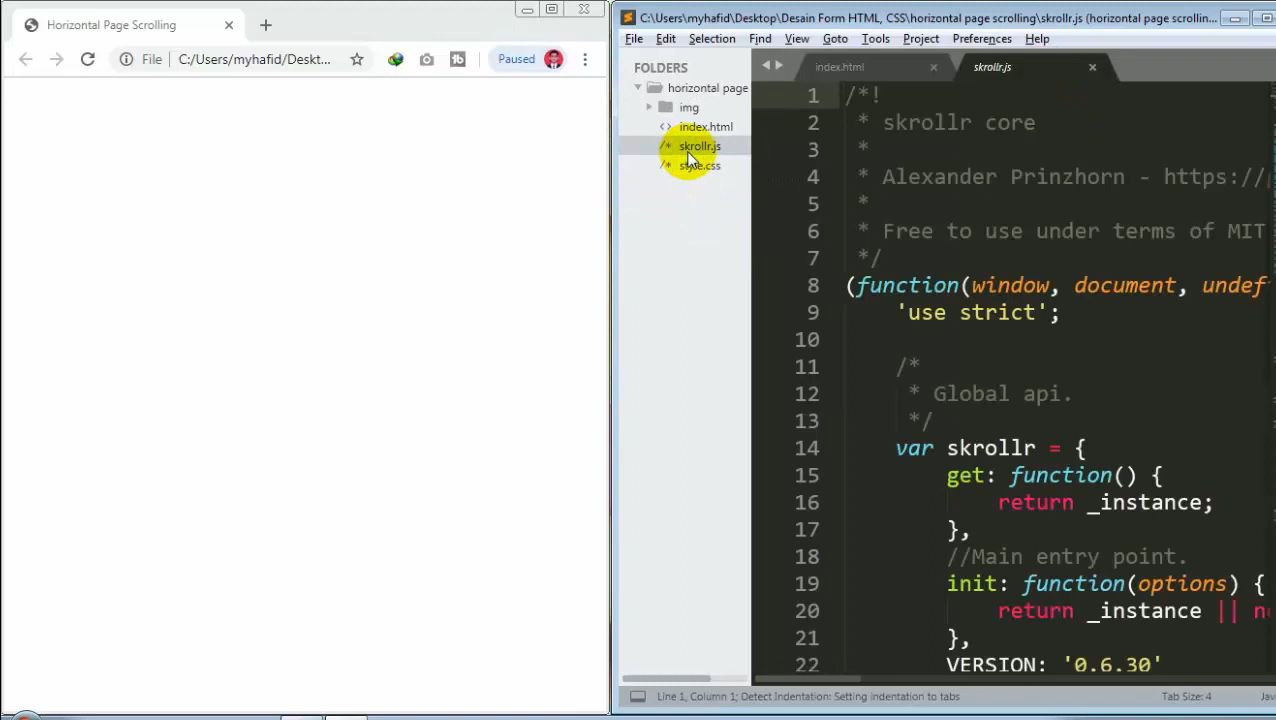 Horizontal Page Scrolling
File
C:/Users/myhafid/Deskt...
Paused
C:\Users\myhafid\Desktop\Desain Form HTML, CSS\horizontal page scrolling\skrollr.js (horizontal page scrollin...
File Edit Selection Find View Goto Tools Project Preferences Help
FOLDERS
horizontal page
img
<> index.html
/* skrollr.js
/* style.css
index.html
skrollr.js
1 /*!
2 * skrollr core
3 *
4 * Alexander Prinzhorn - https://
5 *
6 * Free to use under terms of MIT
7 */
8 (function(window, document, undef
9 'use strict';
10
11 /*
12 * Global api.
13 */
14 var skrollr = {
15 get: function() {
16 return _instance;
17 },
18 //Main entry point.
19 init: function(options) {
20 return _instance || n
21 },
22 VERSION: '0.6.30'
Line 1, Column 1; Detect Indentation: Setting indentation to tabs
Tab Size: 4
Jav